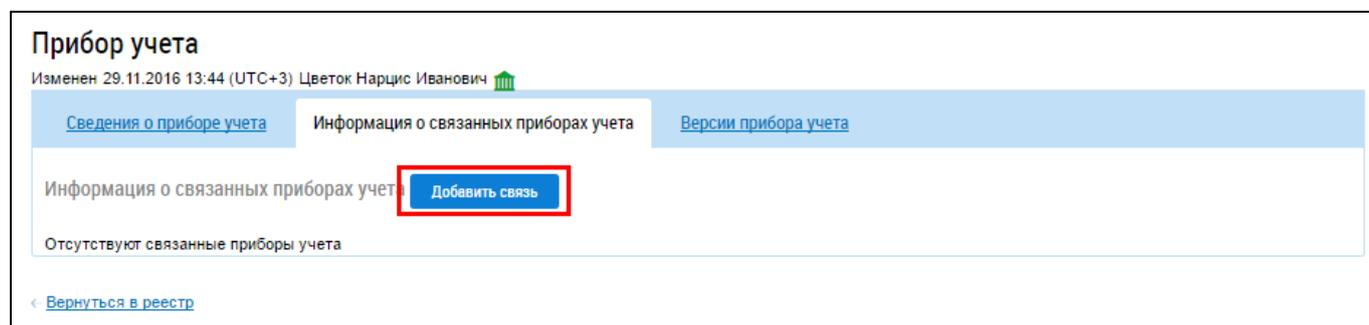 Прибор учета
Изменен 29.11.2016 13:44 (UTC+3) Цветок Нарцис Иванович
Сведения о приборе учета Информация о связанных приборах учета Версии прибора учета
Информация о связанных приборах учета Добавить связь
Отсутствуют связанные приборы учета
← Вернуться в реестр